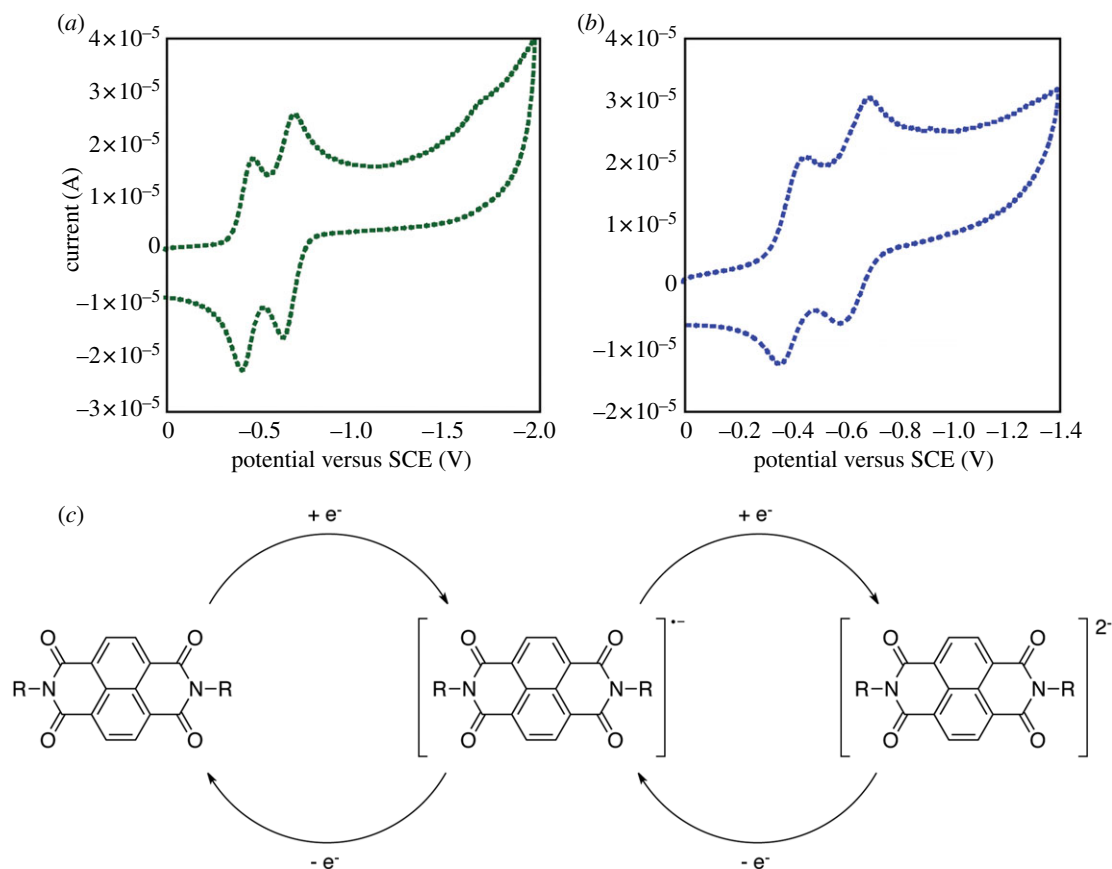 (a)
4×10⁻⁵
3×10⁻⁵
2×10⁻⁵
1×10⁻⁵
0
–1×10⁻⁵
–2×10⁻⁵
–3×10⁻⁵
current (A)
0 –0.5 –1.0 –1.5 –2.0
potential versus SCE (V)
(b)
4×10⁻⁵
3×10⁻⁵
2×10⁻⁵
1×10⁻⁵
0
–1×10⁻⁵
–2×10⁻⁵
0 –0.2 –0.4 –0.6 –0.8 –1.0 –1.2 –1.4
potential versus SCE (V)
(c)
+ e⁻ + e⁻
O O O O •– O O 2-
R–N N–R R–N N–R R–N N–R
O O O O O O
- e⁻ - e⁻